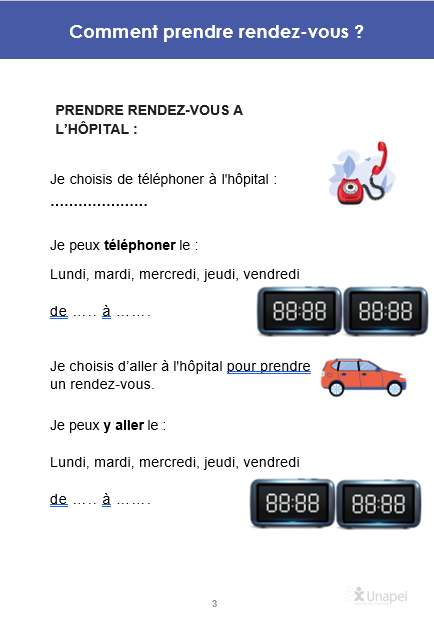 Comment prendre rendez-vous ?
PRENDRE RENDEZ-VOUS A
L'HÔPITAL :
Je choisis de téléphoner à l'hôpital :
…………………
Je peux téléphoner le :
Lundi, mardi, mercredi, jeudi, vendredi
de ….. à …….
88:88 88:88
Je choisis d’aller à l'hôpital pour prendre
un rendez-vous.
Je peux y aller le :
Lundi, mardi, mercredi, jeudi, vendredi
de ….. à …….
88:88 88:88
Unapei
3